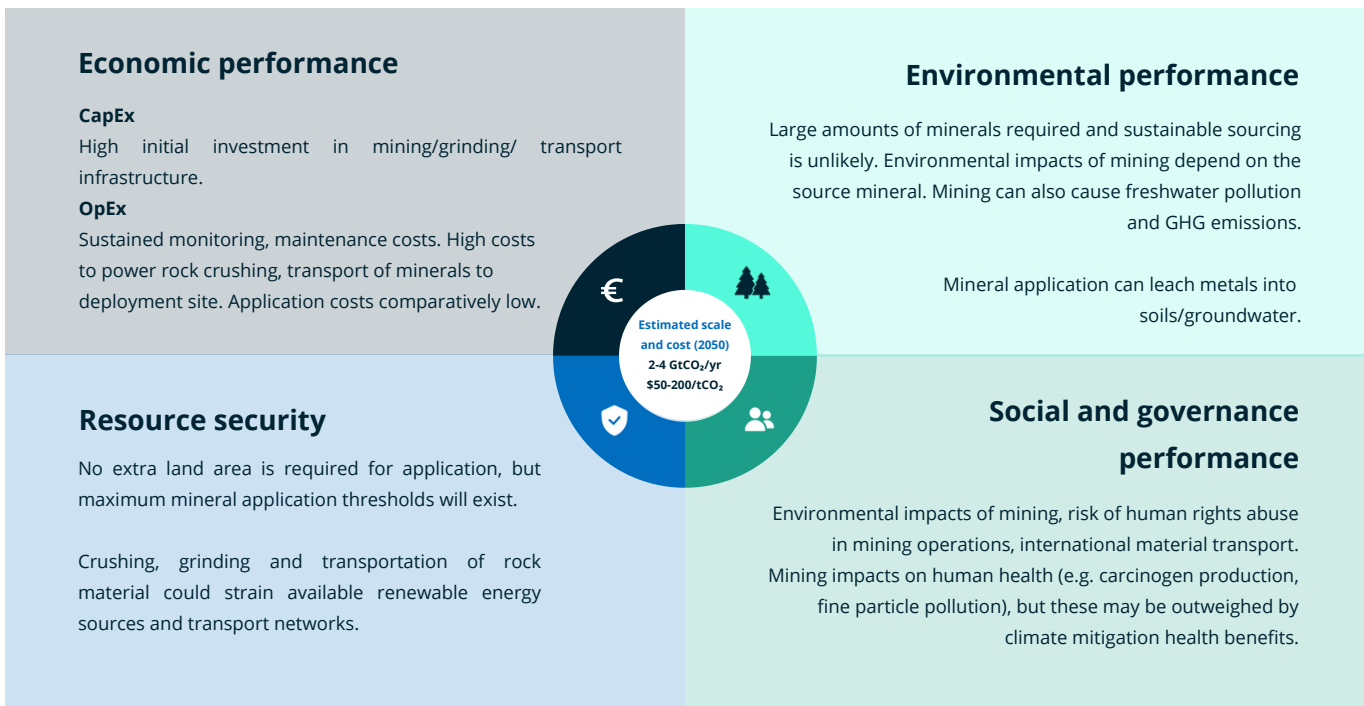 Economic performance
CapEx
High initial investment in mining/grinding/ transport
infrastructure.
OpEx
Sustained monitoring, maintenance costs. High costs
to power rock crushing, transport of minerals to
deployment site. Application costs comparatively low.
Environmental performance
Large amounts of minerals required and sustainable sourcing
is unlikely. Environmental impacts of mining depend on the
source mineral. Mining can also cause freshwater pollution
and GHG emissions.
Mineral application can leach metals into
soils/groundwater.
€
Estimated scale
and cost (2050)
2-4 GtCO₂/yr
$50-200/tCO₂
Resource security
No extra land area is required for application, but
maximum mineral application thresholds will exist.
Crushing, grinding and transportation of rock
material could strain available renewable energy
sources and transport networks.
Social and governance
performance
Environmental impacts of mining, risk of human rights abuse
in mining operations, international material transport.
Mining impacts on human health (e.g. carcinogen production,
fine particle pollution), but these may be outweighed by
climate mitigation health benefits.